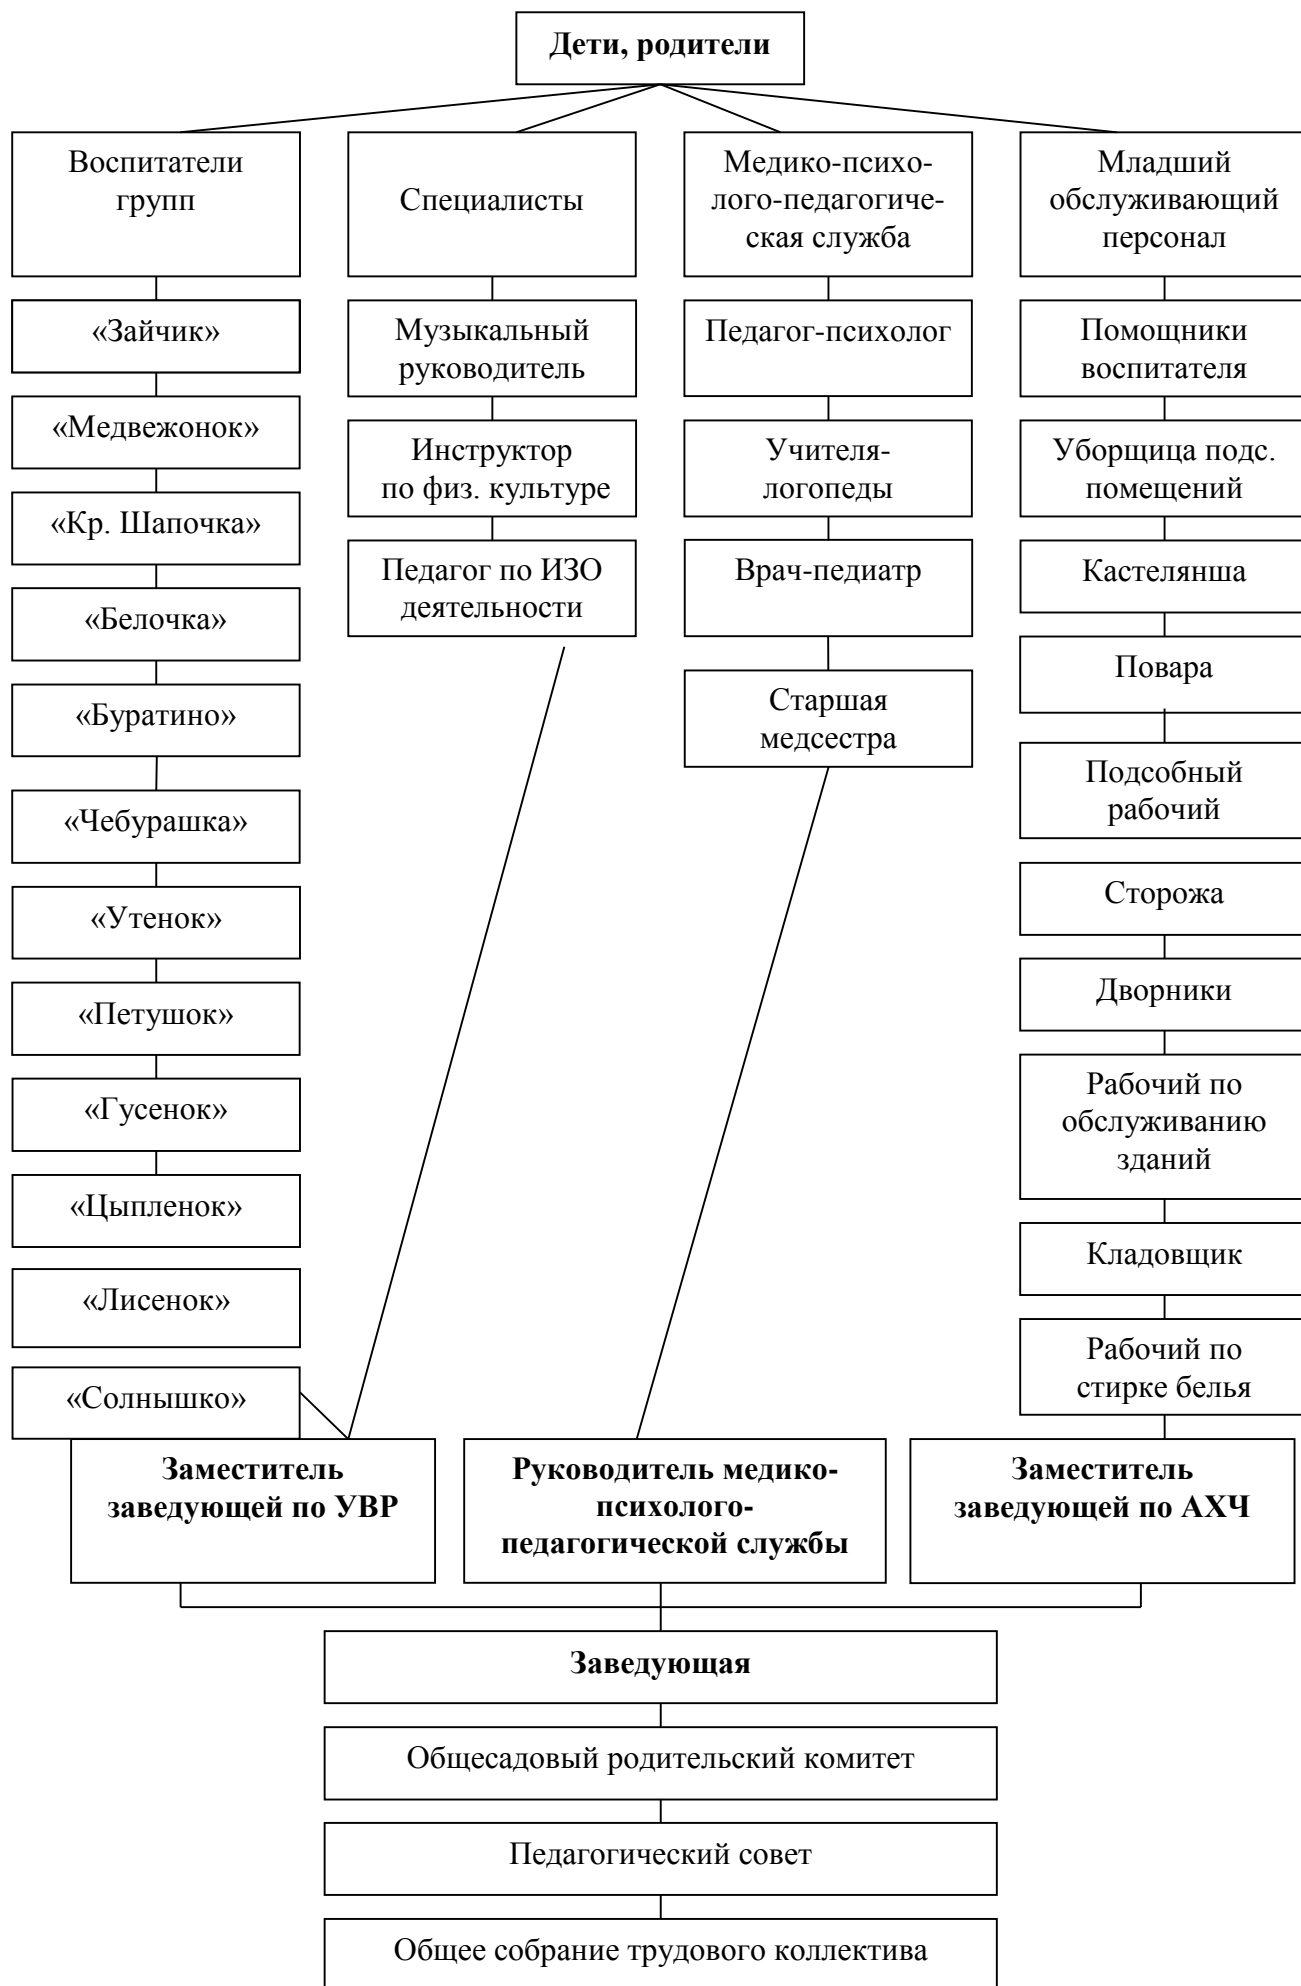 Дети, родители
Воспитатели
групп
«Зайчик»
«Медвежонок»
«Кр. Шапочка»
«Белочка»
«Буратино»
«Чебурашка»
«Утенок»
«Петушок»
«Гусенок»
«Цыпленок»
«Лисенок»
«Солнышко»
Специалисты
Музыкальный
руководитель
Инструктор
по физ. культуре
Педагог по ИЗО
деятельности
Медико-психо-
лого-педагогиче-
ская служба
Педагог-психолог
Учителя-
логопеды
Врач-педиатр
Старшая
медсестра
Младший
обслуживающий
персонал
Помощники
воспитателя
Уборщица подс.
помещений
Кастелянша
Повара
Подсобный
рабочий
Сторожа
Дворники
Рабочий по
обслуживанию
зданий
Кладовщик
Рабочий по
стирке белья
Заместитель
заведующей по УВР
Руководитель медико-
психолого-
педагогической службы
Заместитель
заведующей по АХЧ
Заведующая
Общесадовый родительский комитет
Педагогический совет
Общее собрание трудового коллектива